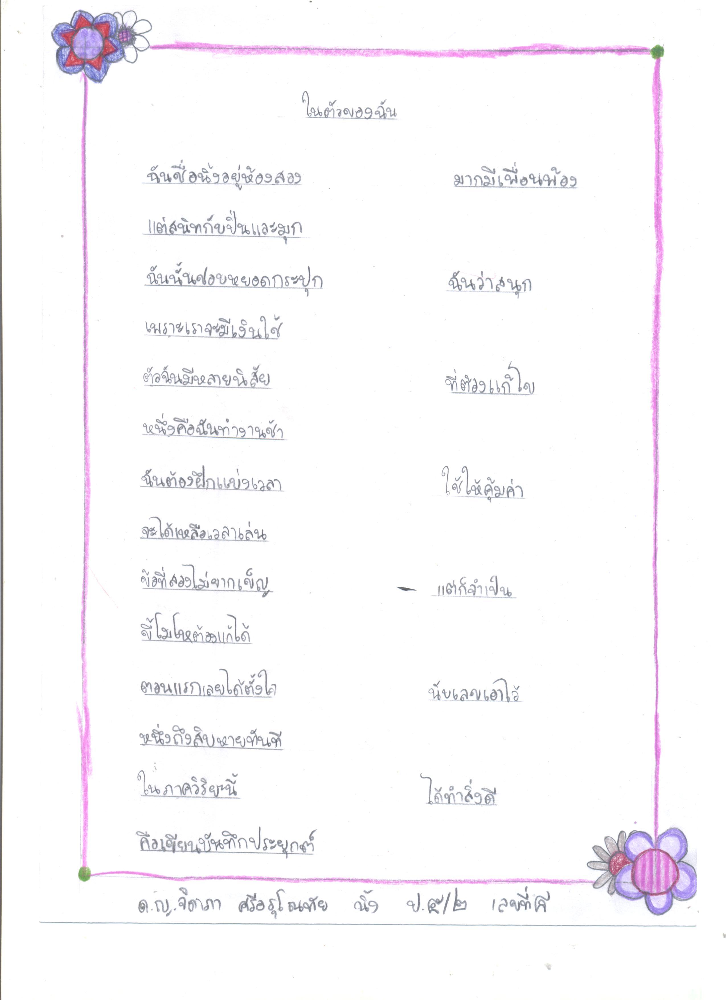 ในตัวของฉัน
ฉันชื่อนิ้งอยู่ห้องสอง มากมีเพื่อนพ้อง
แต่สนิทกับปิ่นและมุก
ฉันนั้นชอบหยอดกระปุก ฉันว่าสนุก
เพราะเราจะมีเงินใช้
ตัวฉันมีหลายนิสัย ที่ต้องแก้ไข
หนึ่งคือฉันทำงานช้า
ฉันต้องฝึกแบ่งเวลา ใช้ให้คุ้มค่า
จะได้เหลือเวลาเล่น
ข้อที่สองไม่ยากเข็ญ - แต่ก็จำเป็น
ขี้โมโหต้องแก้ได้
ตอนแรกเลยได้ตั้งใจ นับเลขเอาไว้
หนึ่งถึงสิบหายทันที
ในภาควิริยะนี้ ได้ทำสิ่งดี
คือเขียนบันทึกประยุกต์
ด.ญ.จิดาภา ศรีอรุโณทัย นิ้ง ป.๕/๒ เลขที่